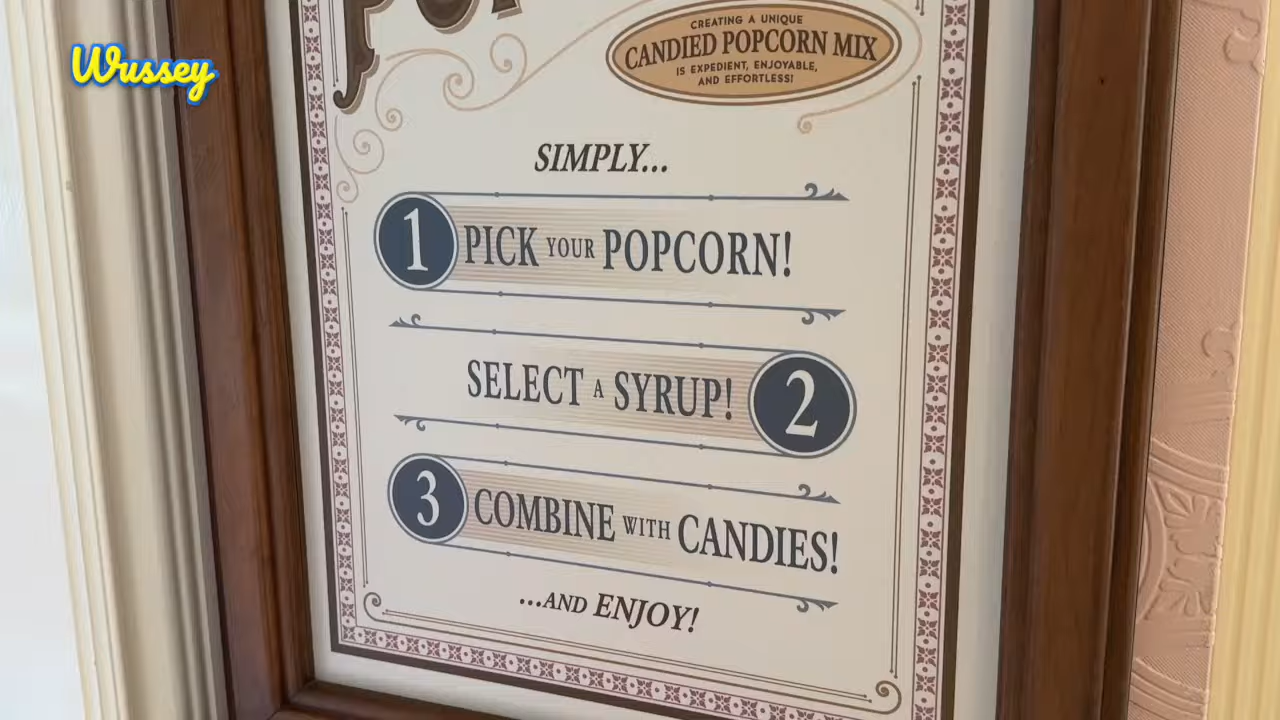 Wussey
CREATING A UNIQUE
CANDIED POPCORN MIX
IS EXPEDIENT, ENJOYABLE,
AND EFFORTLESS!
SIMPLY...
1 PICK YOUR POPCORN!
SELECT A SYRUP! 2
3 COMBINE WITH CANDIES!
...AND ENJOY!